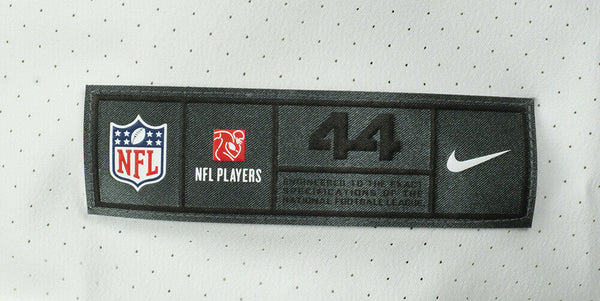 NFL
NFL PLAYERS
44
ENGINEERED TO THE EXACT
SPECIFICATIONS OF THE
NATIONAL FOOTBALL LEAGUE.